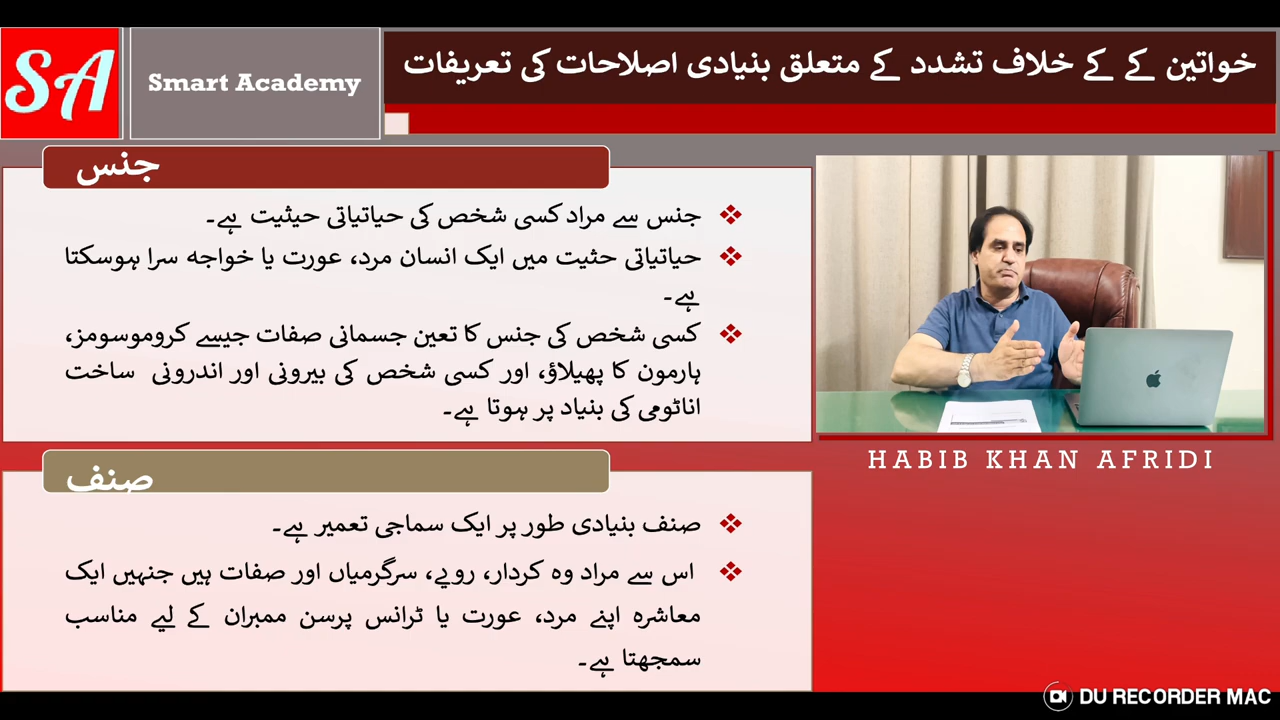 SA
Smart Academy
خواتین کے کے خلاف تشدد کے متعلق بنیادی اصلاحات کی تعریفات
جنس
❖ جنس سے مراد کسی شخص کی حیاتیاتی حیثیت ہے۔
❖ حیاتیاتی حثیت میں ایک انسان مرد، عورت یا خواجہ سرا ہوسکتا
ہے۔
❖ کسی شخص کی جنس کا تعین جسمانی صفات جیسے کروموسومز،
ہارمون کا پھیلاؤ، اور کسی شخص کی بیرونی اور اندرونی ساخت
اناٹومی کی بنیاد پر ہوتا ہے۔
HABIB KHAN AFRIDI
صنف
❖ صنف بنیادی طور پر ایک سماجی تعمیر ہے۔
❖ اس سے مراد وہ کردار، رویے، سرگرمیاں اور صفات ہیں جنہیں ایک
معاشرہ اپنے مرد، عورت یا ٹرانس پرسن ممبران کے لیے مناسب
سمجھتا ہے۔
DU RECORDER MAC